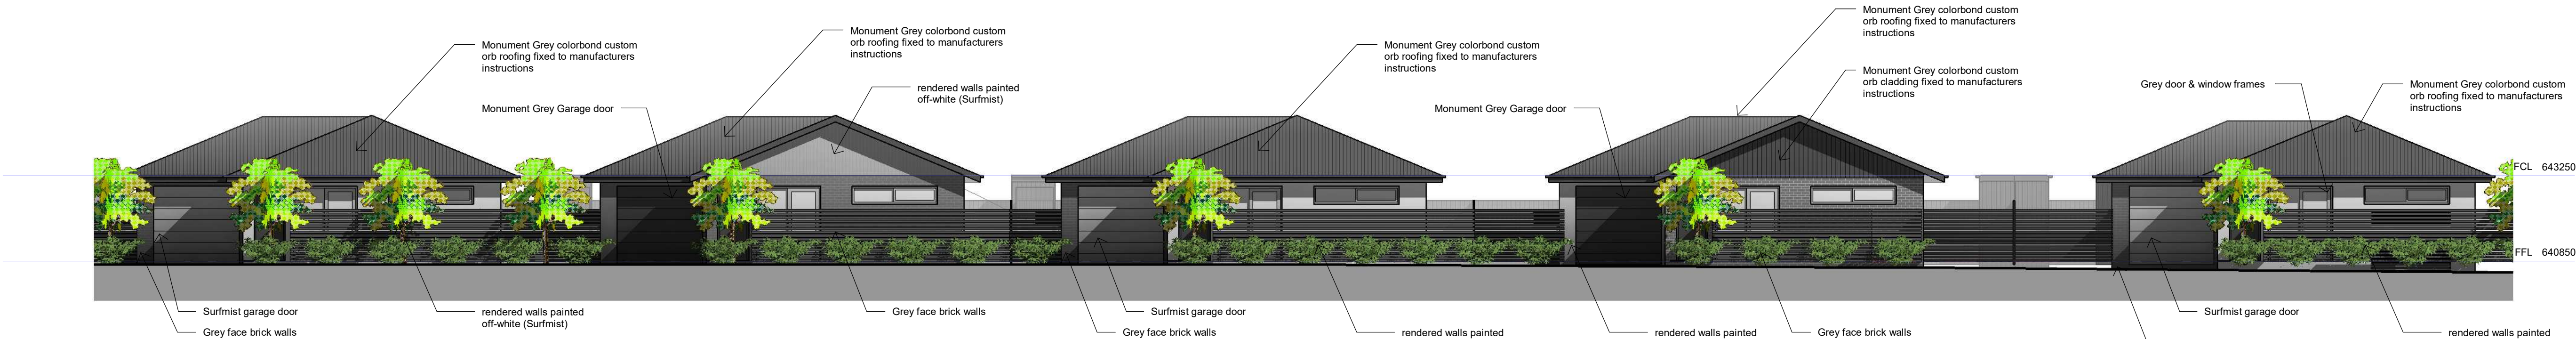 Monument Grey colorbond custom
orb roofing fixed to manufacturers
instructions
Monument Grey Garage door
Monument Grey colorbond custom
orb roofing fixed to manufacturers
instructions
rendered walls painted
off-white (Surfmist)
Monument Grey colorbond custom
orb roofing fixed to manufacturers
instructions
Monument Grey Garage door
Monument Grey colorbond custom
orb roofing fixed to manufacturers
instructions
Monument Grey colorbond custom
orb cladding fixed to manufacturers
instructions
Grey door & window frames
Monument Grey colorbond custom
orb roofing fixed to manufacturers
instructions
FCL 643250
FFL 640850
Surfmist garage door
Grey face brick walls
rendered walls painted
off-white (Surfmist)
Grey face brick walls
Surfmist garage door
Grey face brick walls
rendered walls painted
rendered walls painted
Grey face brick walls
Surfmist garage door
rendered walls painted